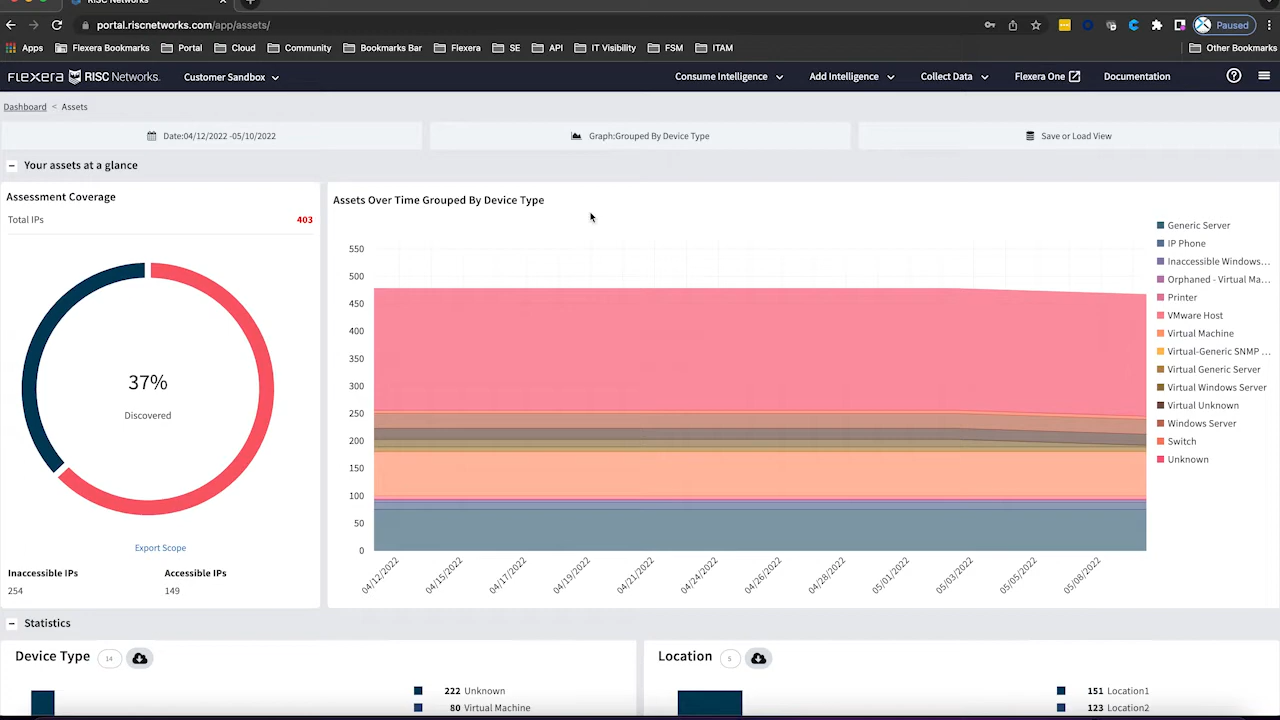 RISC Networks
portal.riscnetworks.com/app/assets/
Paused
Apps
Flexera Bookmarks
Portal
Cloud
Community
Bookmarks Bar
Flexera
SE
API
IT Visibility
FSM
ITAM
Other Bookmarks
FLEXERA RISC NETWORKS.
Customer Sandbox
Consume Intelligence
Add Intelligence
Collect Data
Flexera One
Documentation
Dashboard < Assets
Date:04/12/2022 -05/10/2022
Graph:Grouped By Device Type
Save or Load View
Your assets at a glance
Assessment Coverage
Total IPs
403
37%
Discovered
Export Scope
Inaccessible IPs
Accessible IPs
254
149
Assets Over Time Grouped By Device Type
550
500
450
400
350
300
250
200
150
100
50
0
04/12/2022
04/15/2022
04/17/2022
04/19/2022
04/21/2022
04/24/2022
04/26/2022
04/28/2022
05/01/2022
05/03/2022
05/05/2022
05/08/2022
Generic Server
IP Phone
Inaccessible Windows...
Orphaned - Virtual Ma...
Printer
VMware Host
Virtual Machine
Virtual-Generic SNMP ...
Virtual Generic Server
Virtual Windows Server
Virtual Unknown
Windows Server
Switch
Unknown
Statistics
Device Type
14
222 Unknown
80 Virtual Machine
Location
5
151 Location1
123 Location2